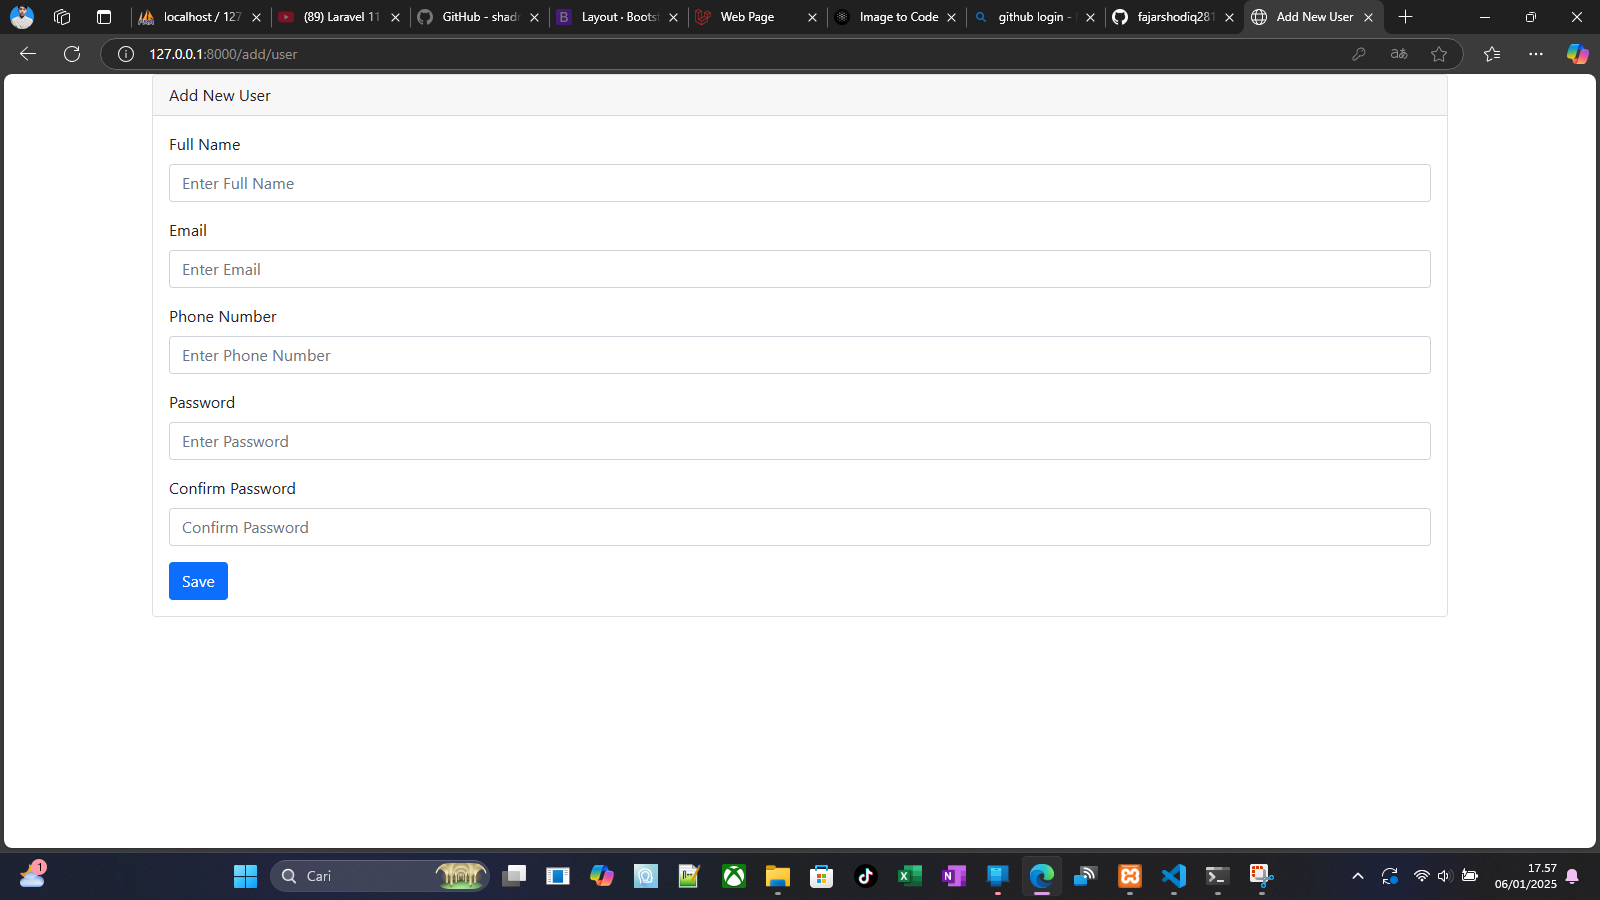 localhost / 127
(89) Laravel 11
GitHub - shadr
Layout · Boots
Web Page
Image to Code
github login -
fajarshodiq281
Add New User
127.0.0.1:8000/add/user
Add New User
Full Name
Enter Full Name
Email
Enter Email
Phone Number
Enter Phone Number
Password
Enter Password
Confirm Password
Confirm Password
Save
1
Cari
17.57
06/01/2025